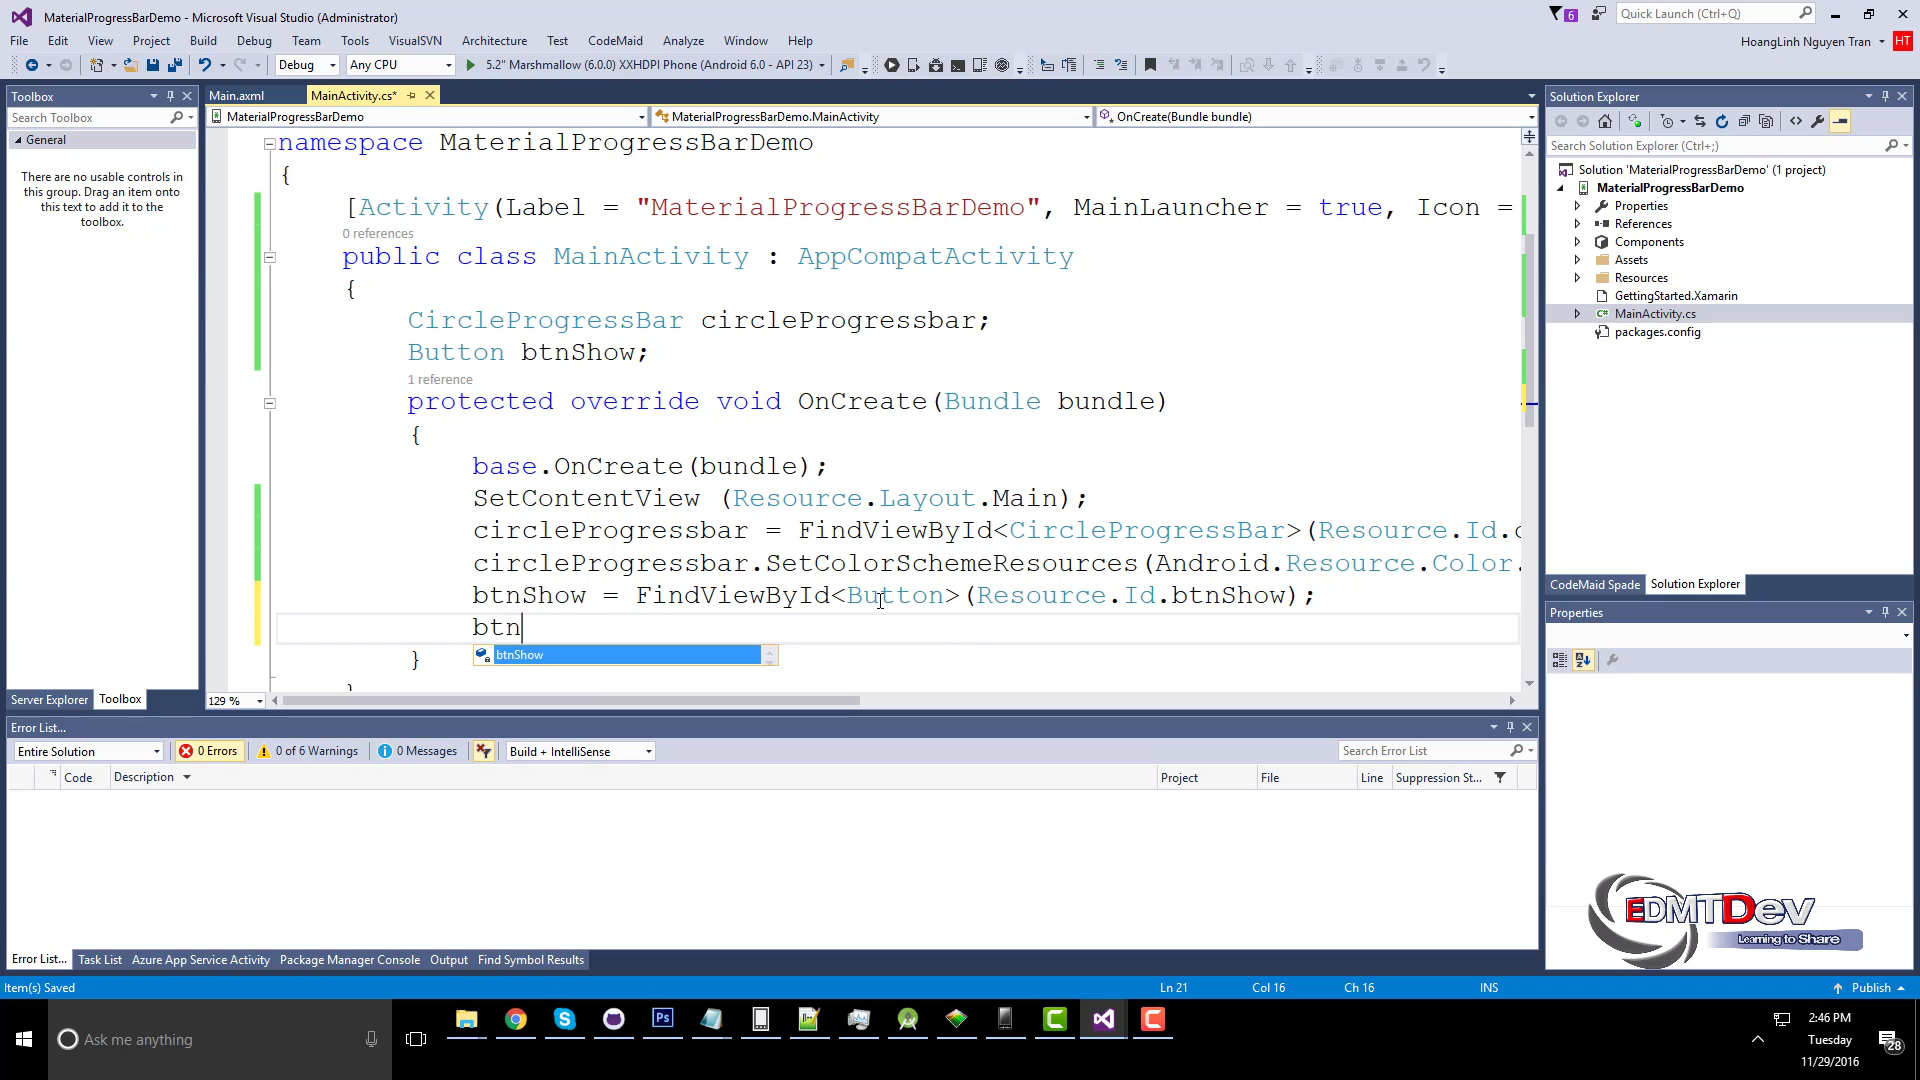 MaterialProgressBarDemo - Microsoft Visual Studio (Administrator)
6
Quick Launch (Ctrl+Q)
File Edit View Project Build Debug Team Tools VisualSVN Architecture Test CodeMaid Analyze Window Help
HoangLinh Nguyen Tran
HT
Debug
Any CPU
5.2" Marshmallow (6.0.0) XXHDPI Phone (Android 6.0 - API 23)
Toolbox
Search Toolbox
General
There are no usable controls in
this group. Drag an item onto
this text to add it to the
toolbox.
Server Explorer Toolbox
Main.axml
MainActivity.cs*
MaterialProgressBarDemo
MaterialProgressBarDemo.MainActivity
OnCreate(Bundle bundle)
namespace MaterialProgressBarDemo
{
[Activity(Label = "MaterialProgressBarDemo", MainLauncher = true, Icon =
0 references
public class MainActivity : AppCompatActivity
{
CircleProgressBar circleProgressbar;
Button btnShow;
1 reference
protected override void OnCreate(Bundle bundle)
{
base.OnCreate(bundle);
SetContentView (Resource.Layout.Main);
circleProgressbar = FindViewById<CircleProgressBar>(Resource.Id.c
circleProgressbar.SetColorSchemeResources(Android.Resource.Color.
btnShow = FindViewById<Button>(Resource.Id.btnShow);
btn
btnShow
}
}
129 %
Solution Explorer
Search Solution Explorer (Ctrl+;)
Solution 'MaterialProgressBarDemo' (1 project)
MaterialProgressBarDemo
Properties
References
Components
Assets
Resources
GettingStarted.Xamarin
MainActivity.cs
packages.config
CodeMaid Spade Solution Explorer
Properties
Error List...
Entire Solution
0 Errors
0 of 6 Warnings
0 Messages
Build + IntelliSense
Search Error List
Code Description Project File Line Suppression St...
Error List... Task List Azure App Service Activity Package Manager Console Output Find Symbol Results
EDMTDev
Learning to Share
Item(s) Saved
Ln 21
Col 16
Ch 16
INS
Publish
Ask me anything
Ps
2:46 PM
Tuesday
11/29/2016
28